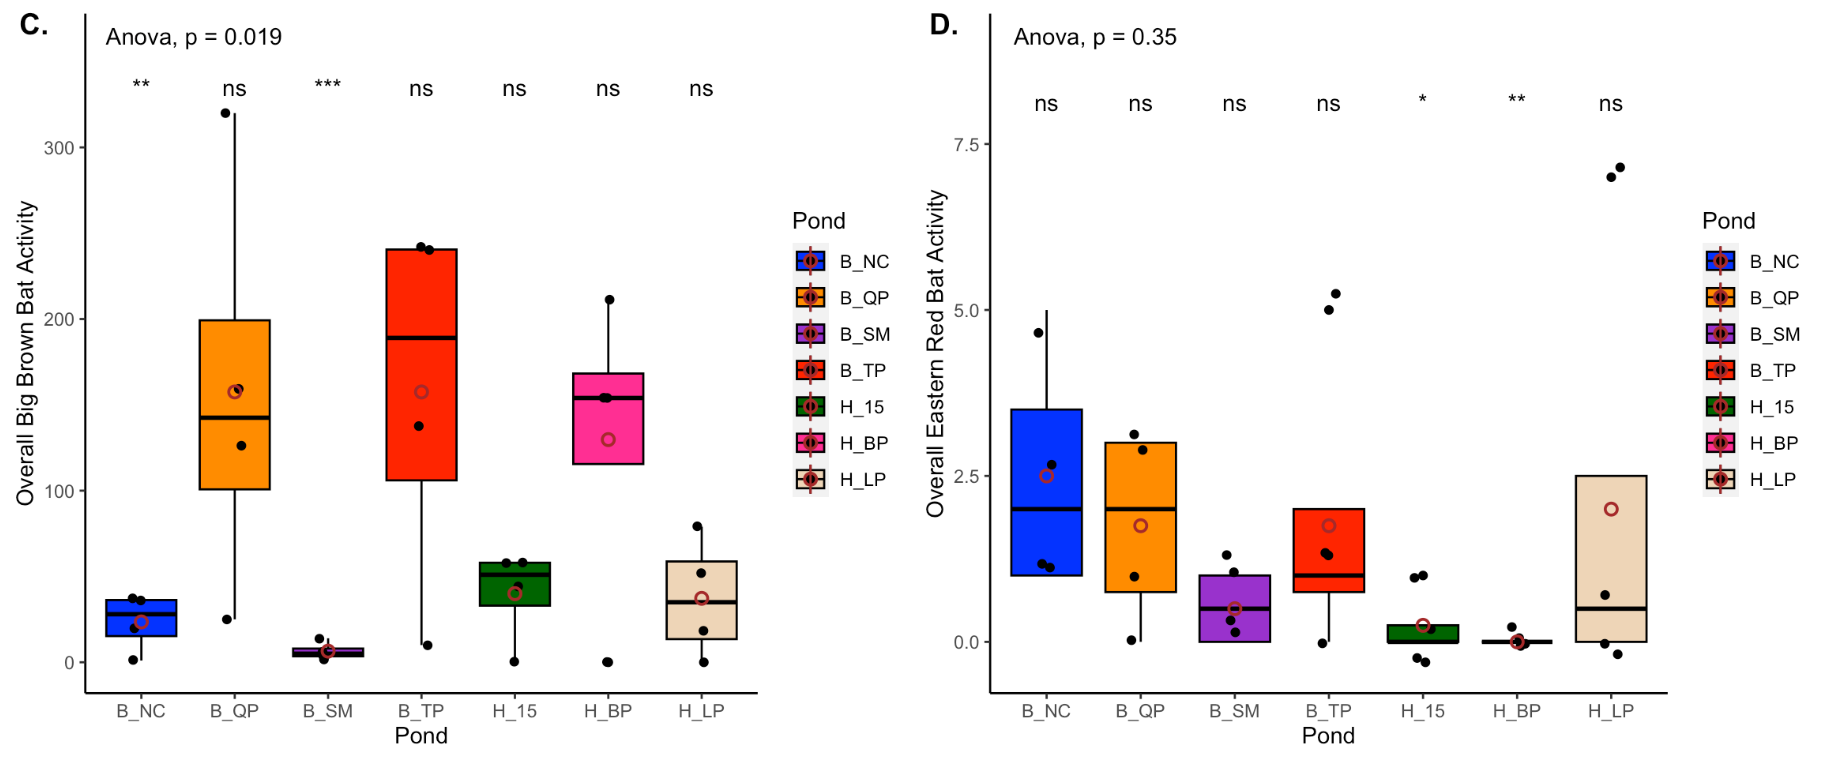 C.
Anova, p = 0.019
** ns *** ns ns ns ns
Overall Big Brown Bat Activity
300
200
100
0
B_NC B_QP B_SM B_TP H_15 H_BP H_LP
Pond
Pond
B_NC
B_QP
B_SM
B_TP
H_15
H_BP
H_LP
D.
Anova, p = 0.35
ns ns ns ns * ** ns
Overall Eastern Red Bat Activity
7.5
5.0
2.5
0.0
B_NC B_QP B_SM B_TP H_15 H_BP H_LP
Pond
Pond
B_NC
B_QP
B_SM
B_TP
H_15
H_BP
H_LP